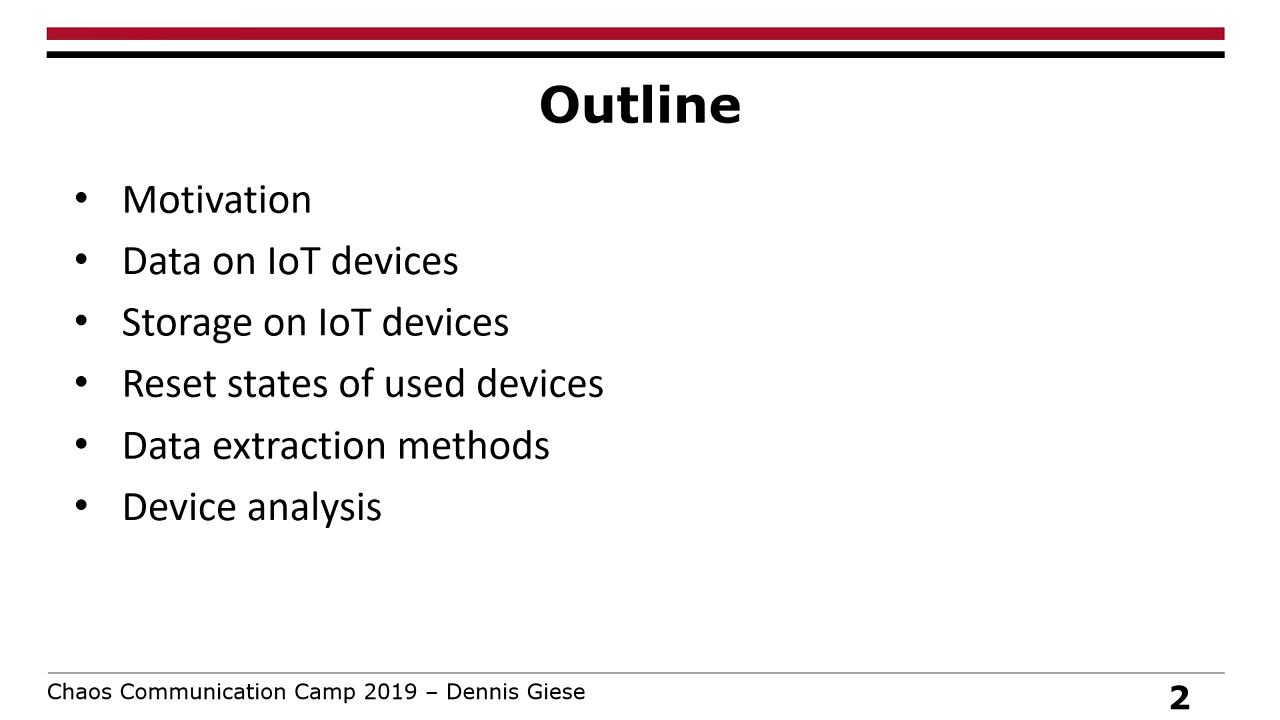 Outline
• Motivation
• Data on IoT devices
• Storage on IoT devices
• Reset states of used devices
• Data extraction methods
• Device analysis
Chaos Communication Camp 2019 – Dennis Giese
2